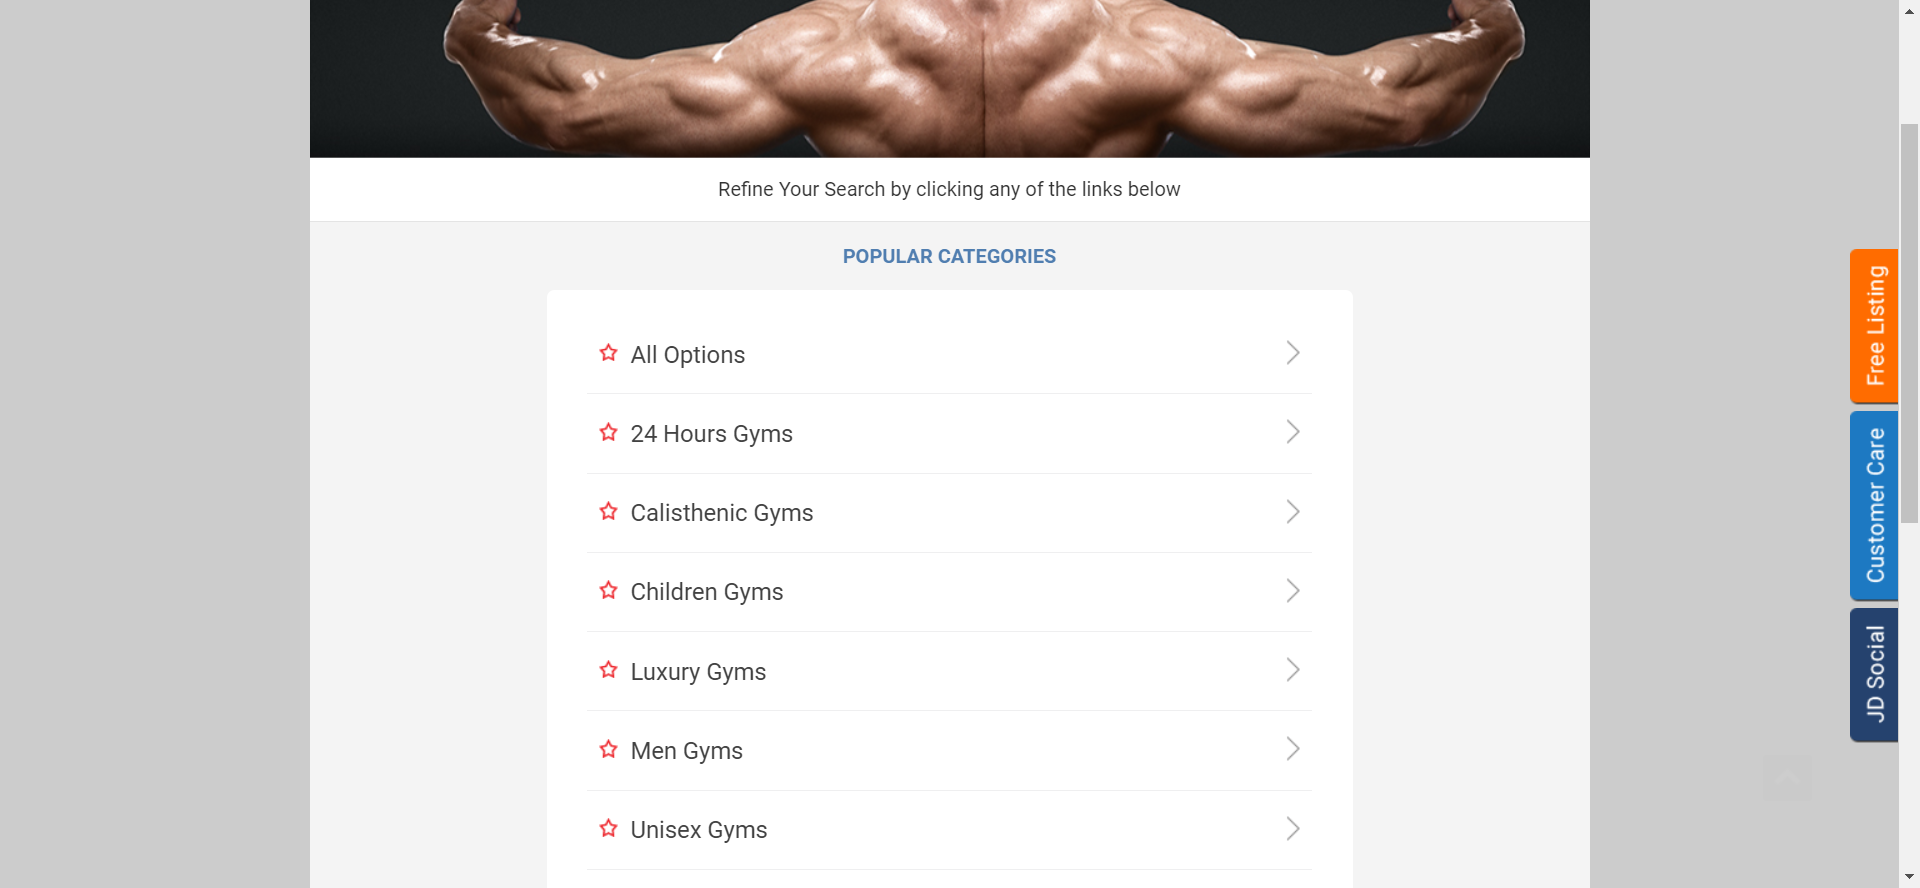 Refine Your Search by clicking any of the links below
POPULAR CATEGORIES
All Options
24 Hours Gyms
Calisthenic Gyms
Children Gyms
Luxury Gyms
Men Gyms
Unisex Gyms
Free Listing
Customer Care
JD Social